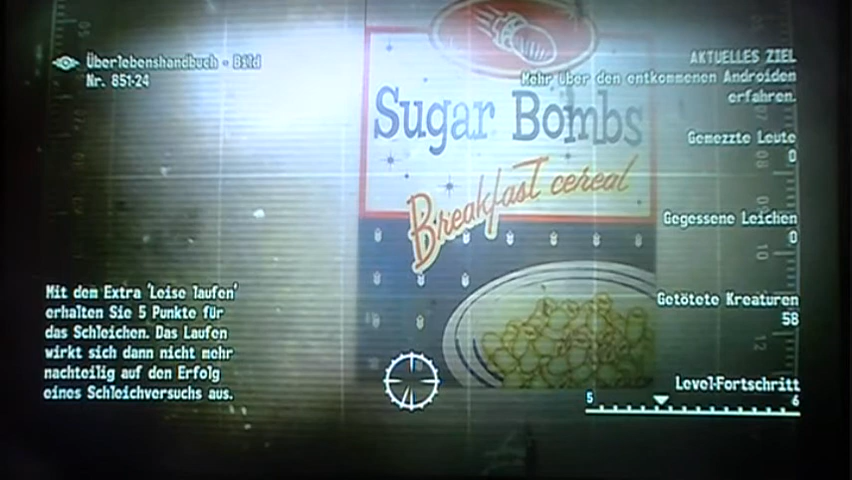 Überlebenshandbuch - Bild
Nr. 851-24
Sugar Bombs
Breakfast cereal
AKTUELLES ZIEL
Mehr über den entkommenen Androiden
erfahren.
Gemezzte Leute
0
Gegessene Leichen
0
Getötete Kreaturen
58
Level-Fortschritt
5 6
Mit dem Extra 'Leise laufen'
erhalten Sie 5 Punkte für
das Schleichen. Das Laufen
wirkt sich dann nicht mehr
nachteilig auf den Erfolg
eines Schleichversuchs aus.